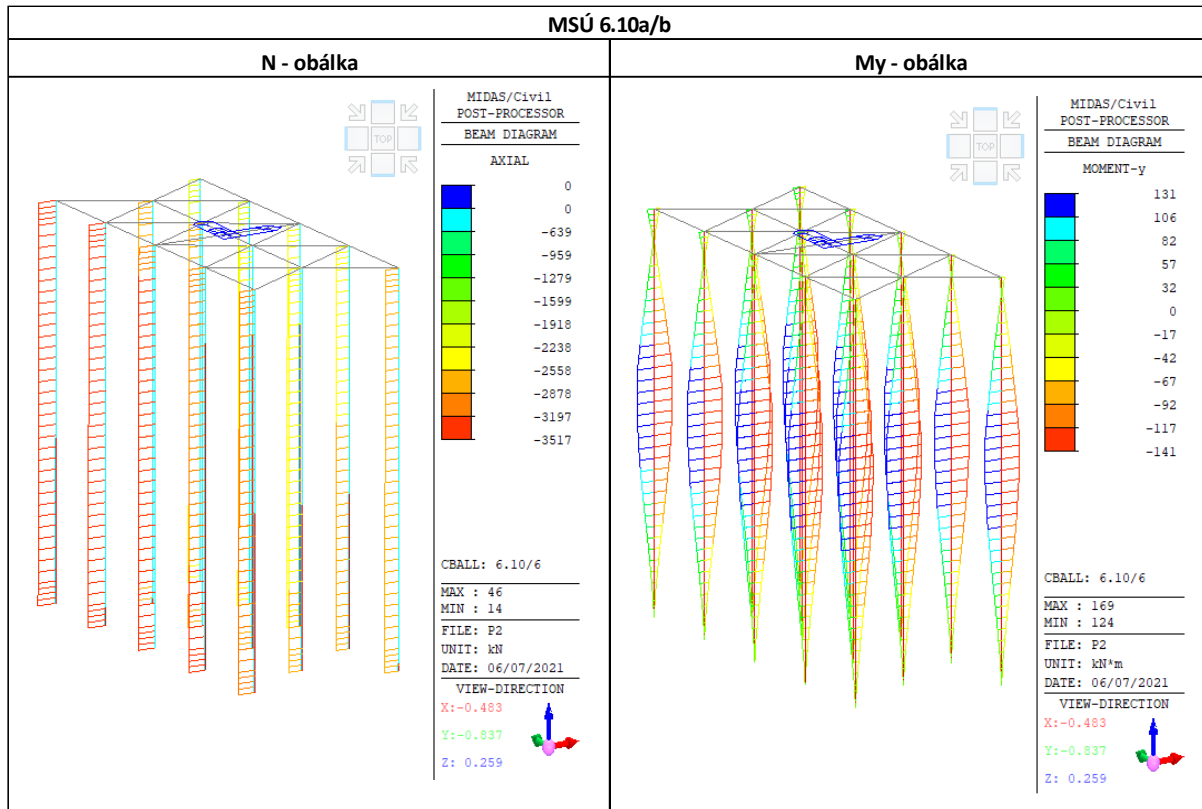 MSÚ 6.10a/b
N - obálka
My - obálka
TOP
MIDAS/Civil
POST-PROCESSOR
BEAM DIAGRAM
AXIAL
0
0
-639
-959
-1279
-1599
-1918
-2238
-2558
-2878
-3197
-3517
CBALL: 6.10/6
MAX : 46
MIN : 14
FILE: P2
UNIT: kN
DATE: 06/07/2021
VIEW-DIRECTION
X:-0.483
Y:-0.837
Z: 0.259
TOP
MIDAS/Civil
POST-PROCESSOR
BEAM DIAGRAM
MOMENT-y
131
106
82
57
32
0
-17
-42
-67
-92
-117
-141
CBALL: 6.10/6
MAX : 169
MIN : 124
FILE: P2
UNIT: kN*m
DATE: 06/07/2021
VIEW-DIRECTION
X:-0.483
Y:-0.837
Z: 0.259